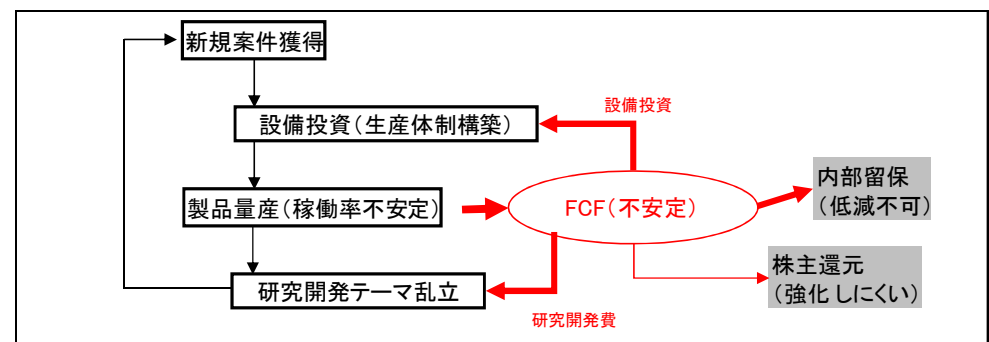 新規案件獲得
設備投資
設備投資（生産体制構築）
製品量産（稼働率不安定）
FCF（不安定）
内部留保
（低減不可）
株主還元
（強化しにくい）
研究開発テーマ乱立
研究開発費